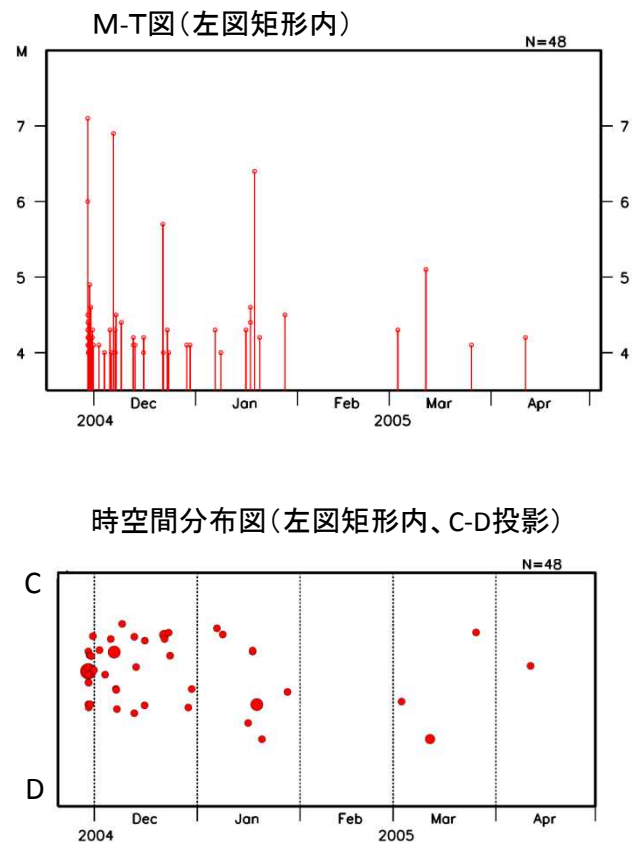 M-T図(左図矩形内)
M
N=48
7
7
6
6
5
5
4
4
Dec
Jan
Feb
Mar
Apr
2004
2005
時空間分布図(左図矩形内、C-D投影)
N=48
C
D
Dec
Jan
Feb
Mar
Apr
2004
2005